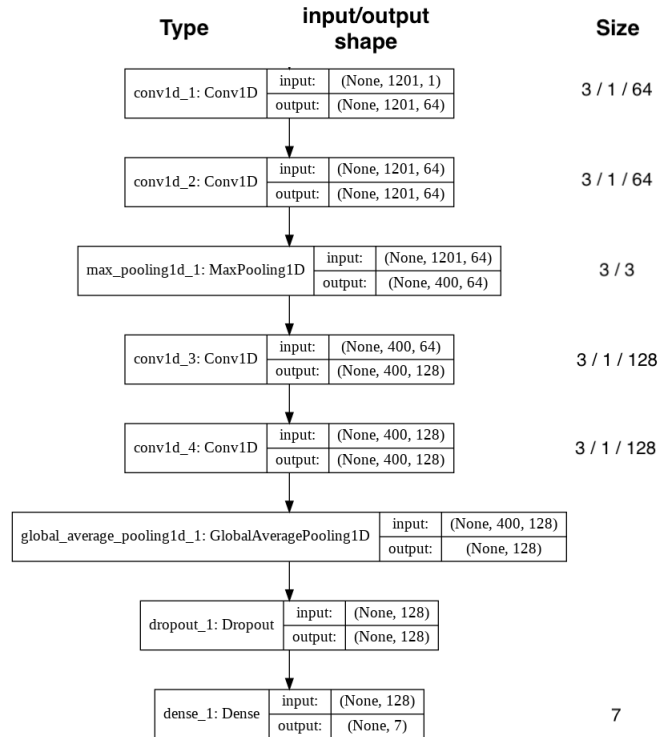 Type
input/output
shape
Size
conv1d_1: Conv1D
input:
(None, 1201, 1)
output:
(None, 1201, 64)
3 / 1 / 64
conv1d_2: Conv1D
input:
(None, 1201, 64)
output:
(None, 1201, 64)
3 / 1 / 64
max_pooling1d_1: MaxPooling1D
input:
(None, 1201, 64)
output:
(None, 400, 64)
3 / 3
conv1d_3: Conv1D
input:
(None, 400, 64)
output:
(None, 400, 128)
3 / 1 / 128
conv1d_4: Conv1D
input:
(None, 400, 128)
output:
(None, 400, 128)
3 / 1 / 128
global_average_pooling1d_1: GlobalAveragePooling1D
input:
(None, 400, 128)
output:
(None, 128)
dropout_1: Dropout
input:
(None, 128)
output:
(None, 128)
dense_1: Dense
input:
(None, 128)
output:
(None, 7)
7